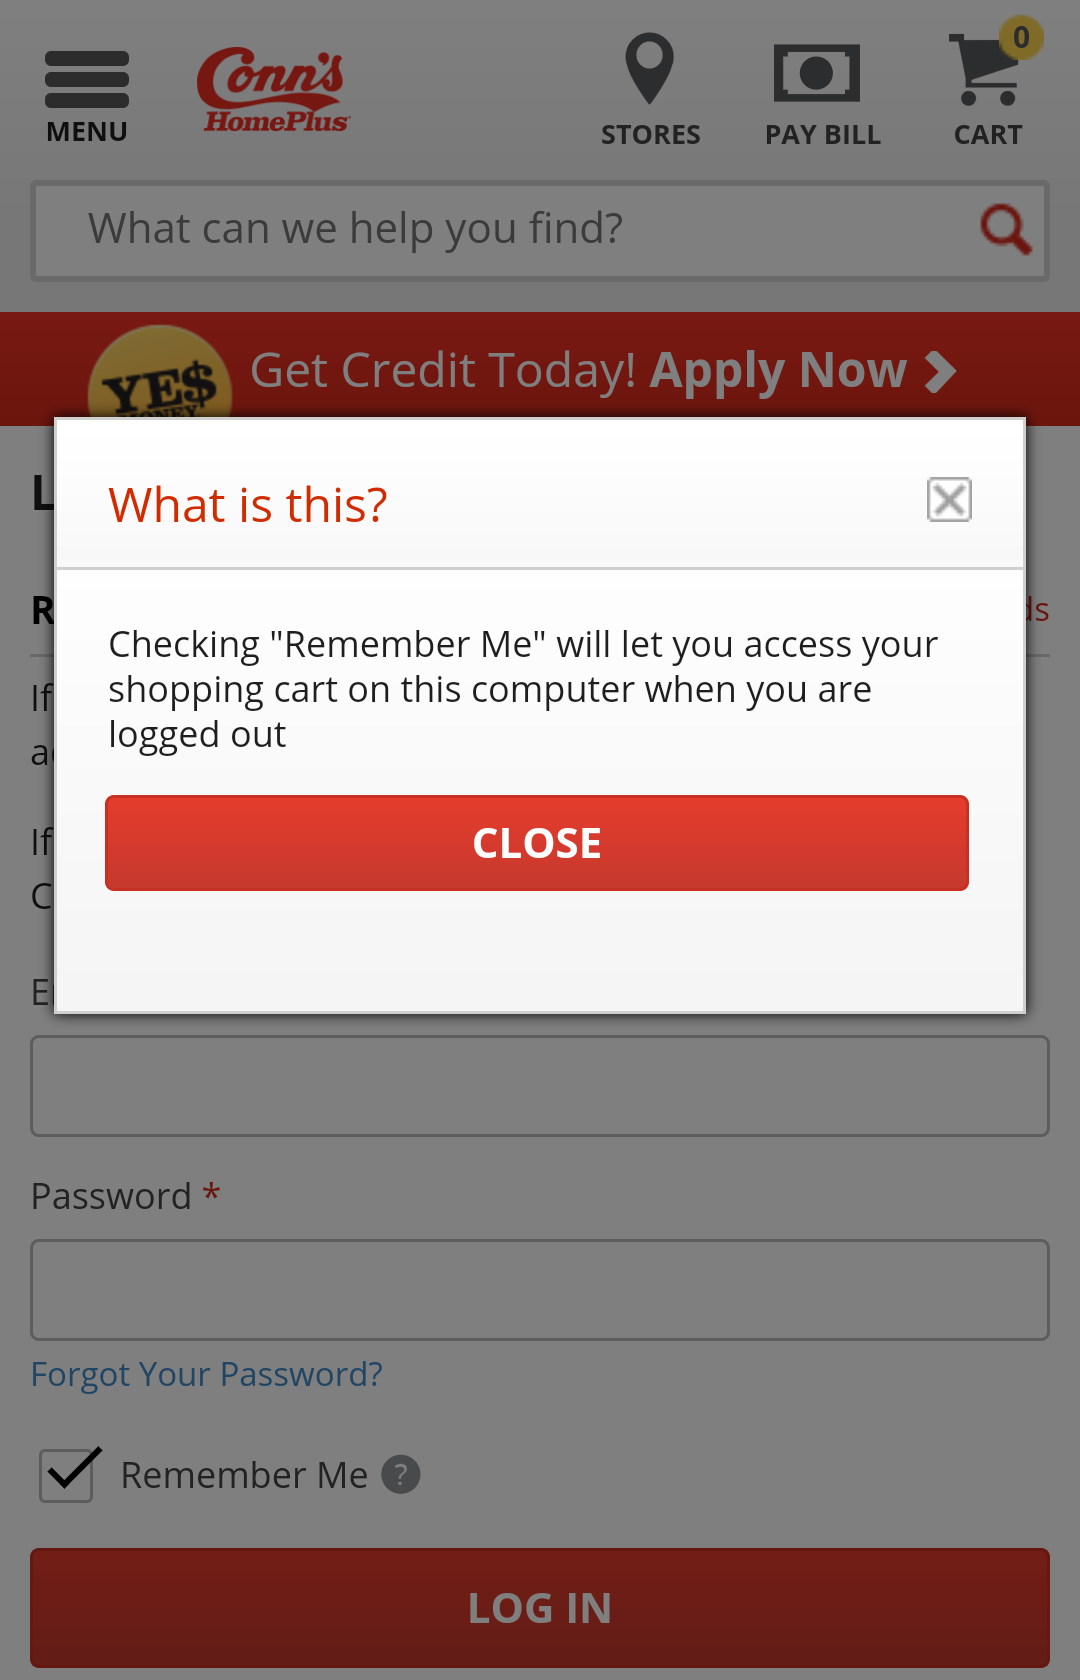 MENU
Conn's
HomePlus
STORES
PAY BILL
0
CART
What can we help you find?
YE$
MONEY
Get Credit Today! Apply Now
What is this?
Checking "Remember Me" will let you access your
shopping cart on this computer when you are
logged out
CLOSE
If
Password *
Forgot Your Password?
Remember Me ?
LOG IN